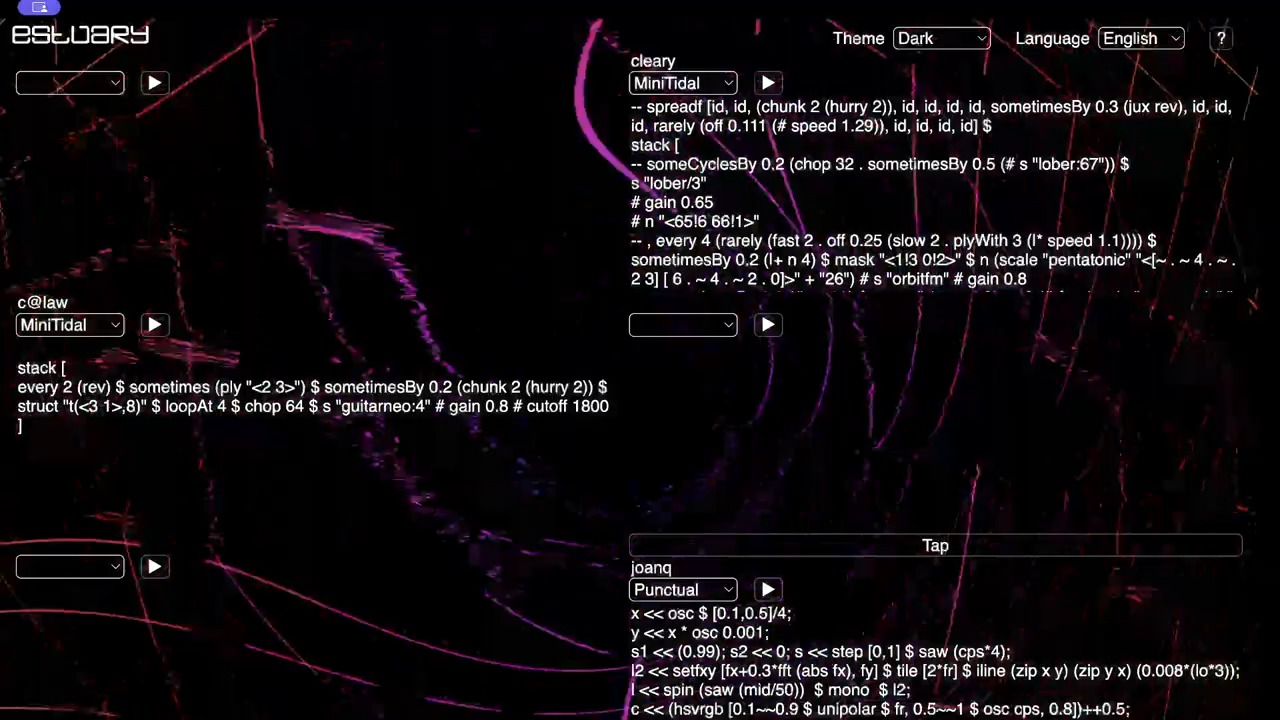 estuary
Theme Dark Language English ?
cleary
MiniTidal
-- spreadf [id, id, (chunk 2 (hurry 2)), id, id, id, id, sometimesBy 0.3 (jux rev), id, id,
id, rarely (off 0.111 (# speed 1.29)), id, id, id, id] $
stack [
-- someCyclesBy 0.2 (chop 32 . sometimesBy 0.5 (# s "lober:67")) $
s "lober/3"
# gain 0.65
# n "<65!6 66!1>"
-- , every 4 (rarely (fast 2 . off 0.25 (slow 2 . plyWith 3 (|* speed 1.1)))) $
sometimesBy 0.2 (|+ n 4) $ mask "<1!3 0!2>" $ n (scale "pentatonic" "<[~ . ~ 4 . ~ .
2 3] [ 6 . ~ 4 . ~ 2 . 0]>" + "26") # s "orbitfm" # gain 0.8
c@law
MiniTidal
stack [
every 2 (rev) $ sometimes (ply "<2 3>") $ sometimesBy 0.2 (chunk 2 (hurry 2)) $
struct "t(<3 1>,8)" $ loopAt 4 $ chop 64 $ s "guitarneo:4" # gain 0.8 # cutoff 1800
]
Tap
joanq
Punctual
x << osc $ [0.1,0.5]/4;
y << x * osc 0.001;
s1 << (0.99); s2 << 0; s << step [0,1] $ saw (cps*4);
l2 << setfxy [fx+0.3*fft (abs fx), fy] $ tile [2*fr] $ iline (zip x y) (zip y x) (0.008*(lo*3));
l << spin (saw (mid/50))  $ mono  $ l2;
c << (hsvrgb [0.1~~0.9 $ unipolar $ fr, 0.5~~1 $ osc cps, 0.8])++0.5;